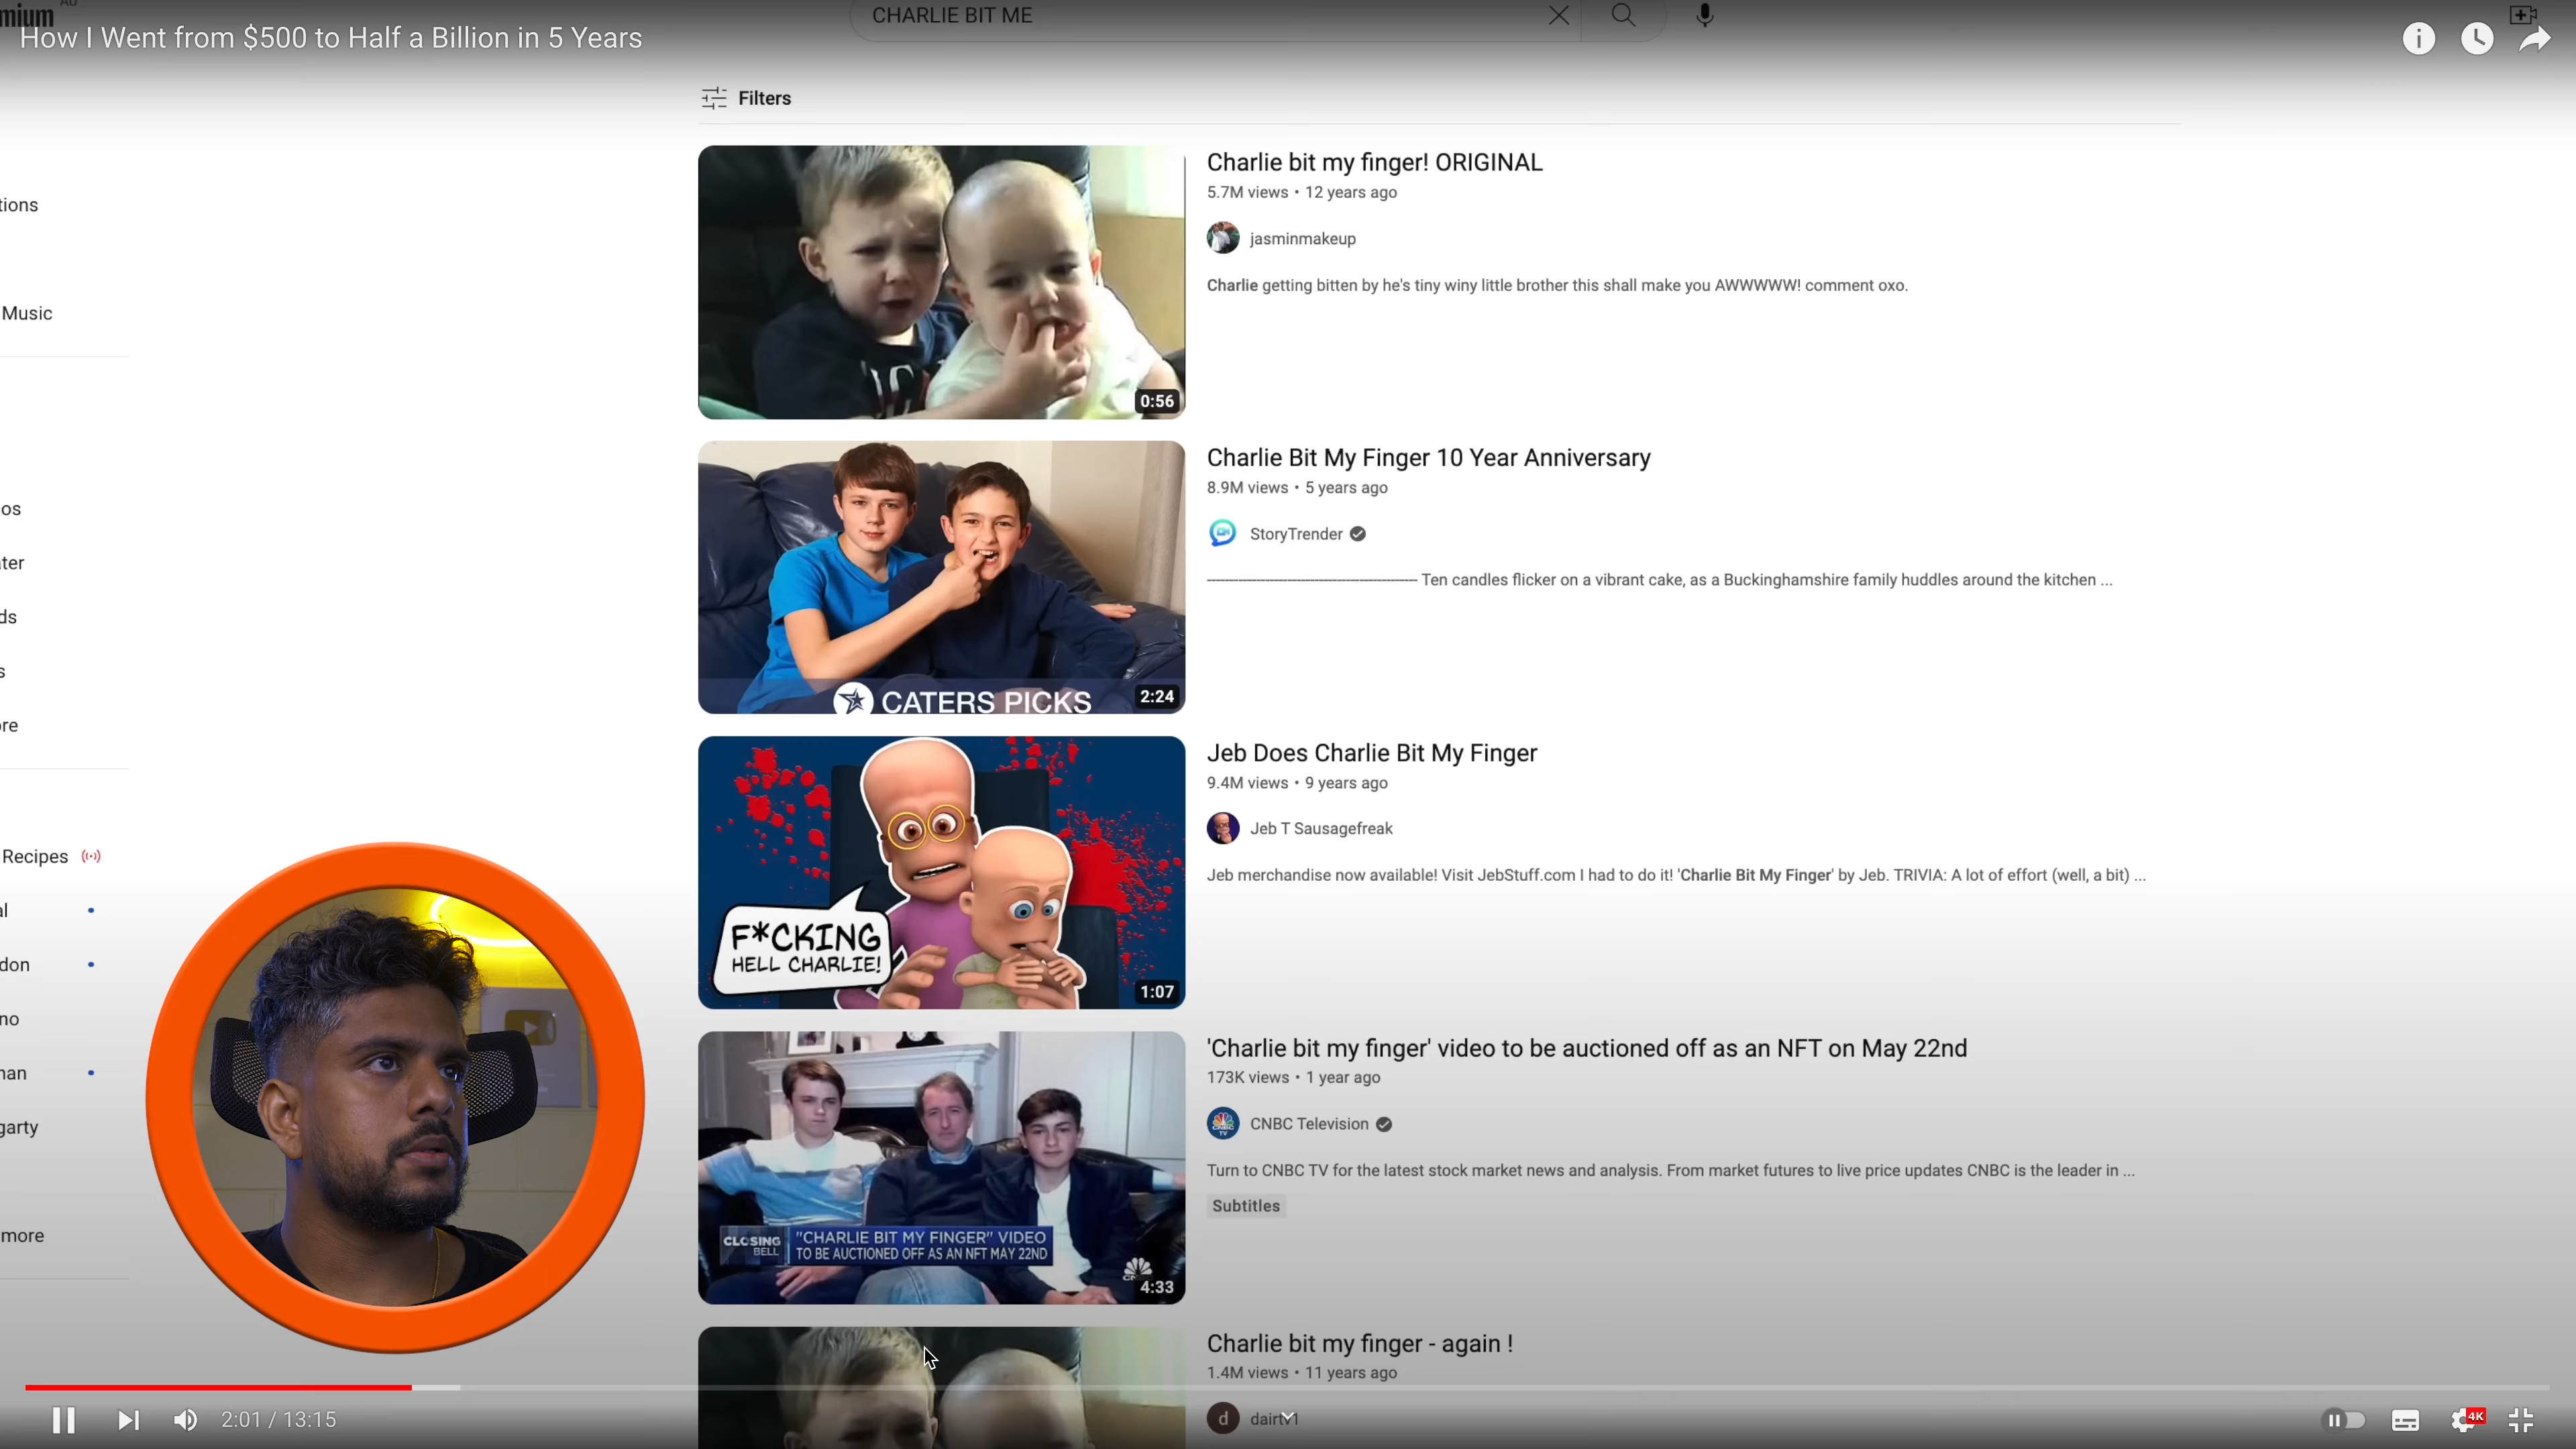 mium AU
CHARLIE BIT ME
How I Went from $500 to Half a Billion in 5 Years
Filters
tions
Music
os
ater
ds
s
ore
Recipes
al
don
no
nan
garty
more
Charlie bit my finger! ORIGINAL
5.7M views • 12 years ago
jasminmakeup
Charlie getting bitten by he's tiny winy little brother this shall make you AWWWWW! comment oxo.
0:56
Charlie Bit My Finger 10 Year Anniversary
8.9M views • 5 years ago
StoryTrender
---------------------------------------------- Ten candles flicker on a vibrant cake, as a Buckinghamshire family huddles around the kitchen ...
CATERS PICKS
2:24
Jeb Does Charlie Bit My Finger
9.4M views • 9 years ago
Jeb T Sausagefreak
Jeb merchandise now available! Visit JebStuff.com I had to do it! 'Charlie Bit My Finger' by Jeb. TRIVIA: A lot of effort (well, a bit) ...
F*CKING
HELL CHARLIE!
1:07
'Charlie bit my finger' video to be auctioned off as an NFT on May 22nd
173K views • 1 year ago
CNBC Television
Turn to CNBC TV for the latest stock market news and analysis. From market futures to live price updates CNBC is the leader in ...
Subtitles
CLOSING BELL
"CHARLIE BIT MY FINGER" VIDEO
TO BE AUCTIONED OFF AS AN NFT MAY 22ND
4:33
Charlie bit my finger - again !
1.4M views • 11 years ago
d
2:01 / 13:15
4K